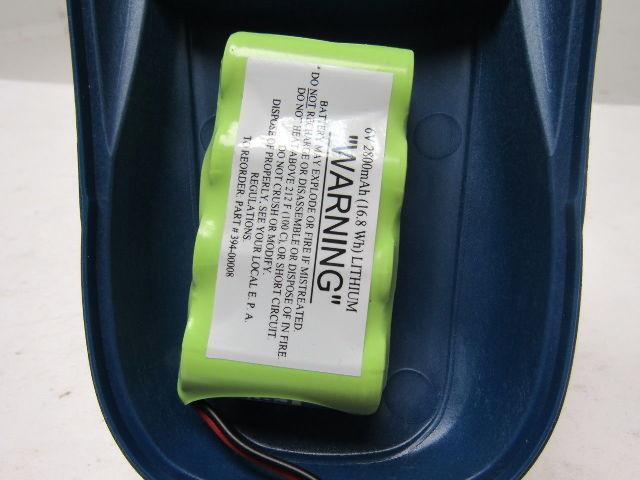 6V 2800mAh (16.8 Wh) LITHIUM
"WARNING"
BATTERY MAY EXPLODE OR FIRE IF MISTREATED.
* DO NOT RECHARGE OR DISASSEMBLE OR DISPOSE OF IN FIRE.
DO NOT HEAT ABOVE 212 F (100 C), OR SHORT CIRCUIT.
DO NOT CRUSH OR MODIFY.
DISPOSE OF PROPERLY. SEE YOUR LOCAL E. P. A.
REGULATIONS.
TO REORDER, PART # 394-00008